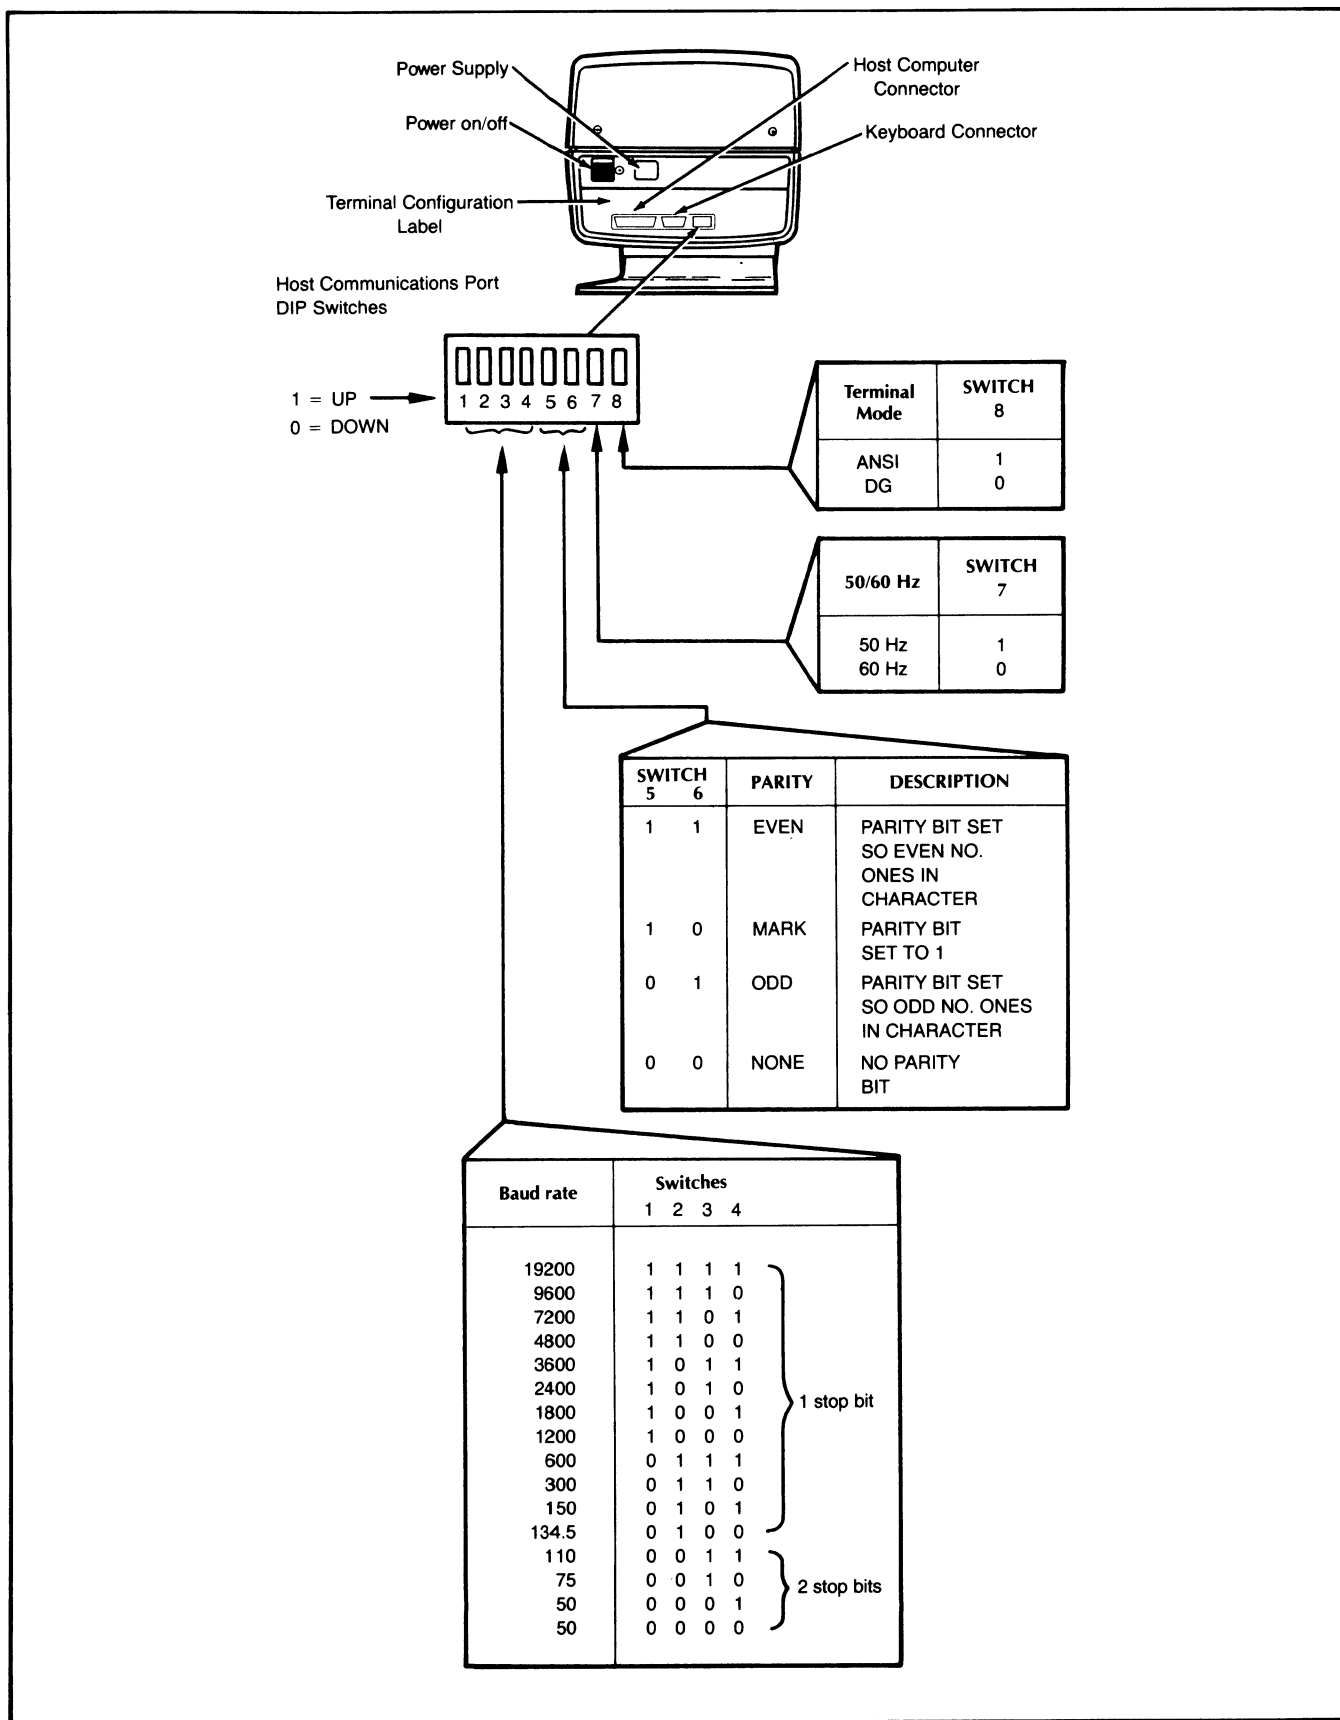 Power Supply
Host Computer
Connector
Power on/off
Keyboard Connector
Terminal Configuration
Label
Host Communications Port
DIP Switches
1 = UP
0 = DOWN
1 2 3 4 5 6 7 8
Terminal Mode SWITCH 8
ANSI 1
DG 0
50/60 Hz SWITCH 7
50 Hz 1
60 Hz 0
SWITCH PARITY DESCRIPTION
5 6
1 1 EVEN PARITY BIT SET
SO EVEN NO.
ONES IN
CHARACTER
1 0 MARK PARITY BIT
SET TO 1
0 1 ODD PARITY BIT SET
SO ODD NO. ONES
IN CHARACTER
0 0 NONE NO PARITY
BIT
Baud rate Switches
1 2 3 4
19200 1 1 1 1
9600 1 1 1 0
7200 1 1 0 1
4800 1 1 0 0
3600 1 0 1 1
2400 1 0 1 0
1 stop bit
1800 1 0 0 1
1200 1 0 0 0
600 0 1 1 1
300 0 1 1 0
150 0 1 0 1
134.5 0 1 0 0
110 0 0 1 1
75 0 0 1 0
2 stop bits
50 0 0 0 1
50 0 0 0 0